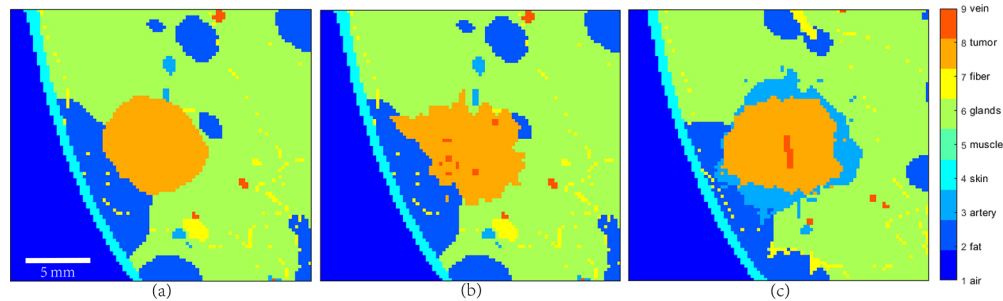 9 vein
8 tumor
7 fiber
6 glands
5 muscle
4 skin
3 artery
2 fat
1 air
5 mm
(a)
(b)
(c)